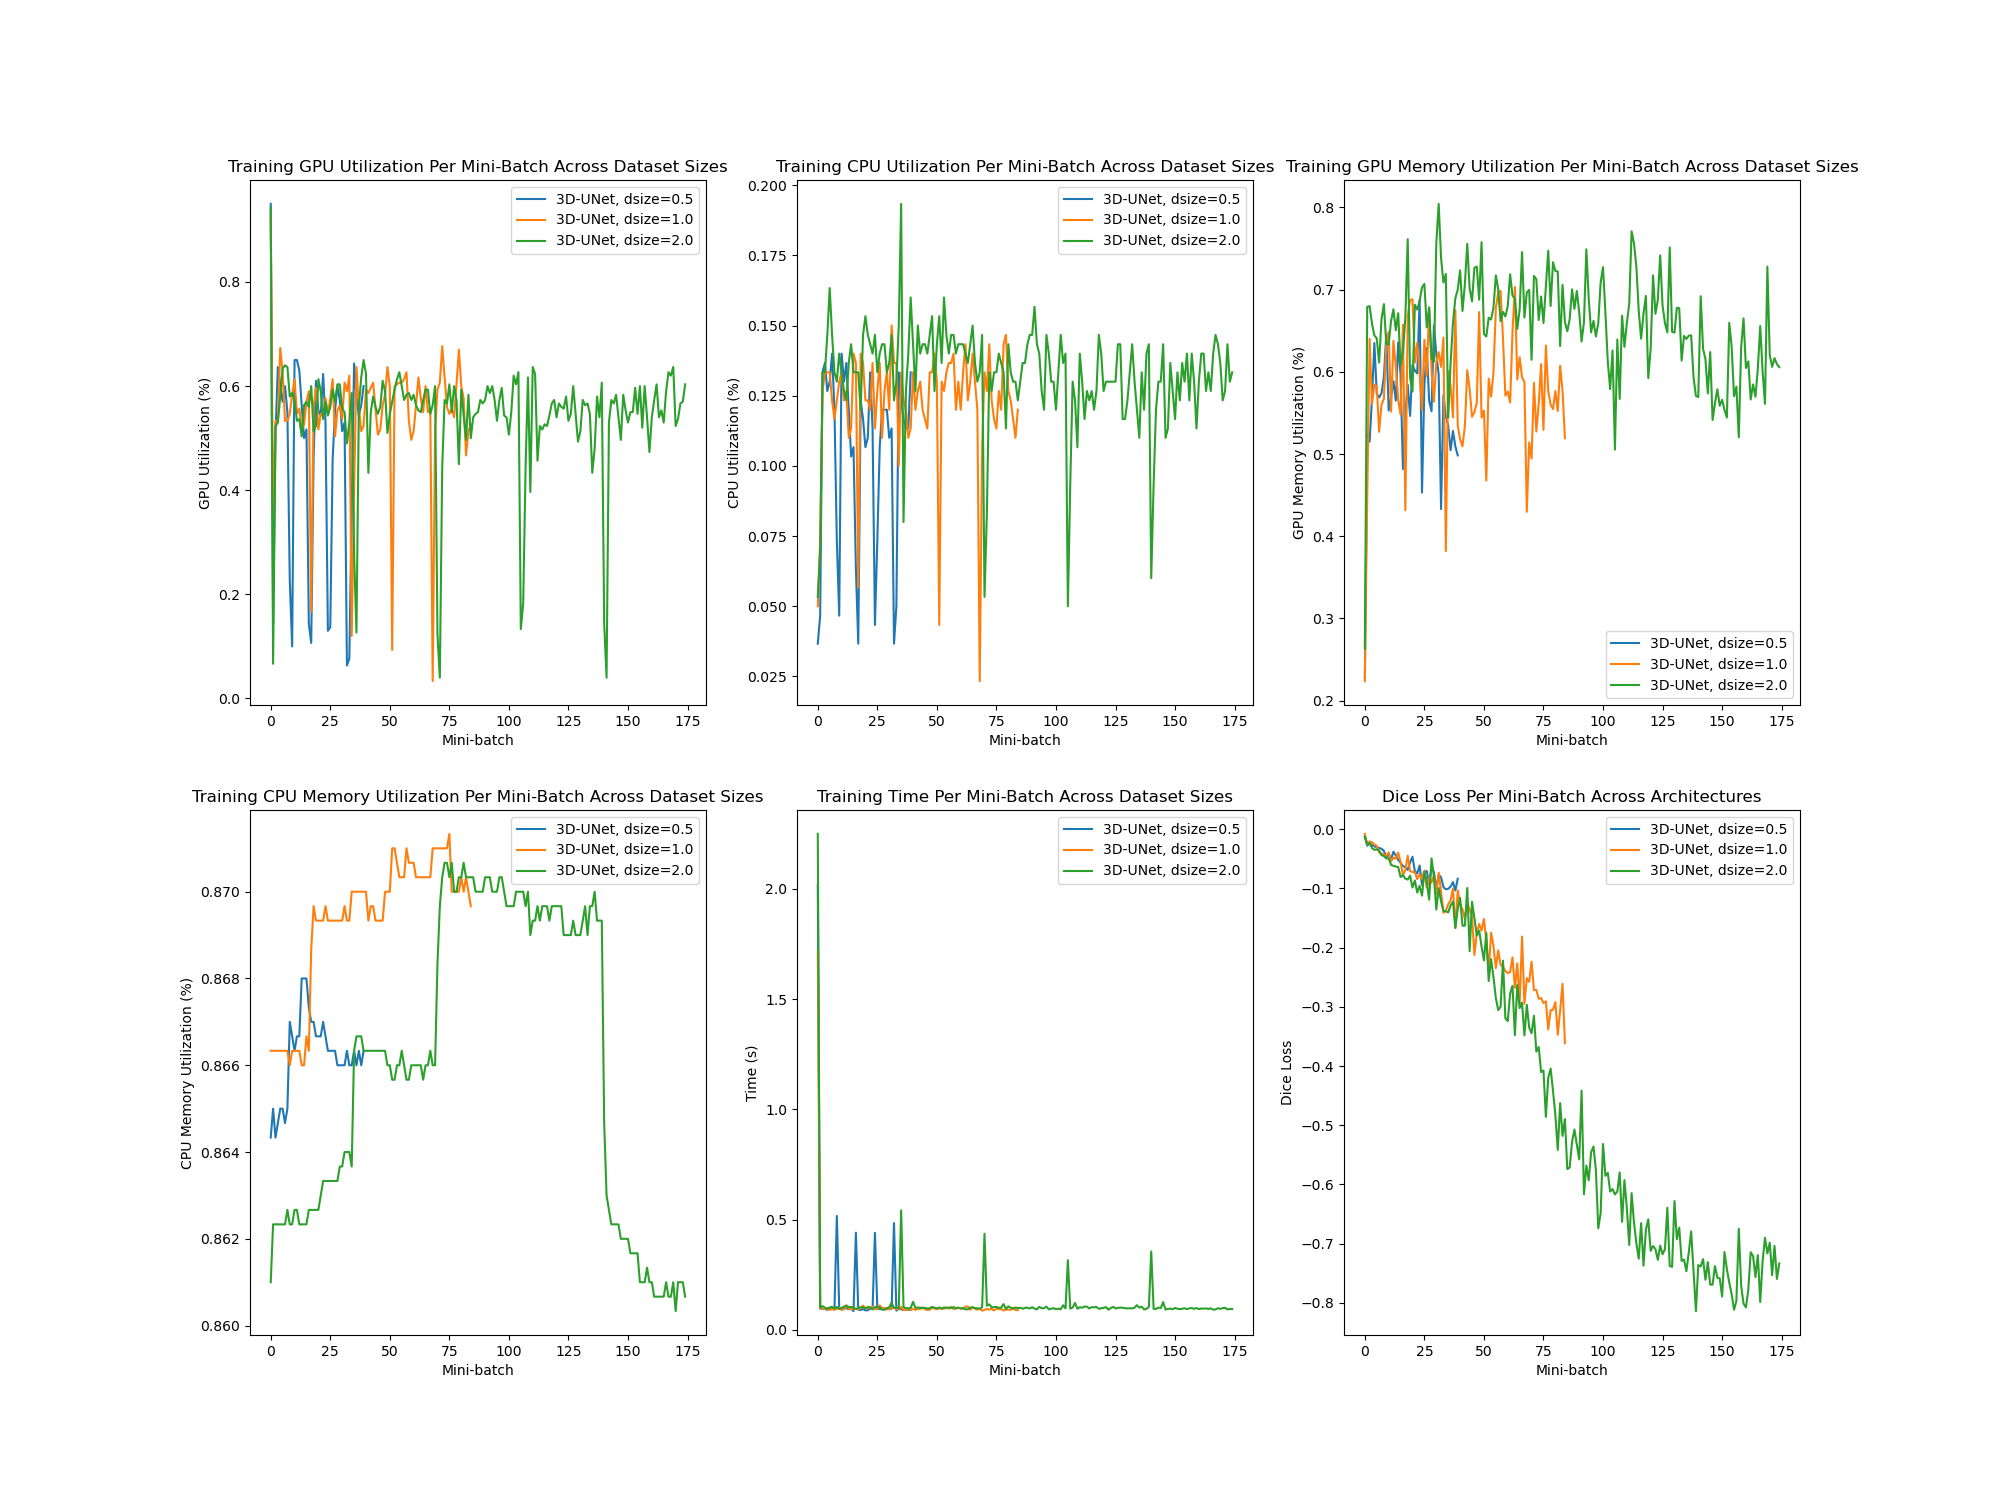 Training GPU Utilization Per Mini-Batch Across Dataset Sizes
GPU Utilization (%)
0.8
0.6
0.4
0.2
0.0
3D-UNet, dsize=0.5
3D-UNet, dsize=1.0
3D-UNet, dsize=2.0
0 25 50 75 100 125 150 175
Mini-batch
Training CPU Utilization Per Mini-Batch Across Dataset Sizes
CPU Utilization (%)
0.200
0.175
0.150
0.125
0.100
0.075
0.050
0.025
3D-UNet, dsize=0.5
3D-UNet, dsize=1.0
3D-UNet, dsize=2.0
0 25 50 75 100 125 150 175
Mini-batch
Training GPU Memory Utilization Per Mini-Batch Across Dataset Sizes
GPU Memory Utilization (%)
0.8
0.7
0.6
0.5
0.4
0.3
0.2
3D-UNet, dsize=0.5
3D-UNet, dsize=1.0
3D-UNet, dsize=2.0
0 25 50 75 100 125 150 175
Mini-batch
Training CPU Memory Utilization Per Mini-Batch Across Dataset Sizes
CPU Memory Utilization (%)
0.870
0.868
0.866
0.864
0.862
0.860
3D-UNet, dsize=0.5
3D-UNet, dsize=1.0
3D-UNet, dsize=2.0
0 25 50 75 100 125 150 175
Mini-batch
Training Time Per Mini-Batch Across Dataset Sizes
Time (s)
2.0
1.5
1.0
0.5
0.0
3D-UNet, dsize=0.5
3D-UNet, dsize=1.0
3D-UNet, dsize=2.0
0 25 50 75 100 125 150 175
Mini-batch
Dice Loss Per Mini-Batch Across Architectures
Dice Loss
0.0
−0.1
−0.2
−0.3
−0.4
−0.5
−0.6
−0.7
−0.8
3D-UNet, dsize=0.5
3D-UNet, dsize=1.0
3D-UNet, dsize=2.0
0 25 50 75 100 125 150 175
Mini-batch